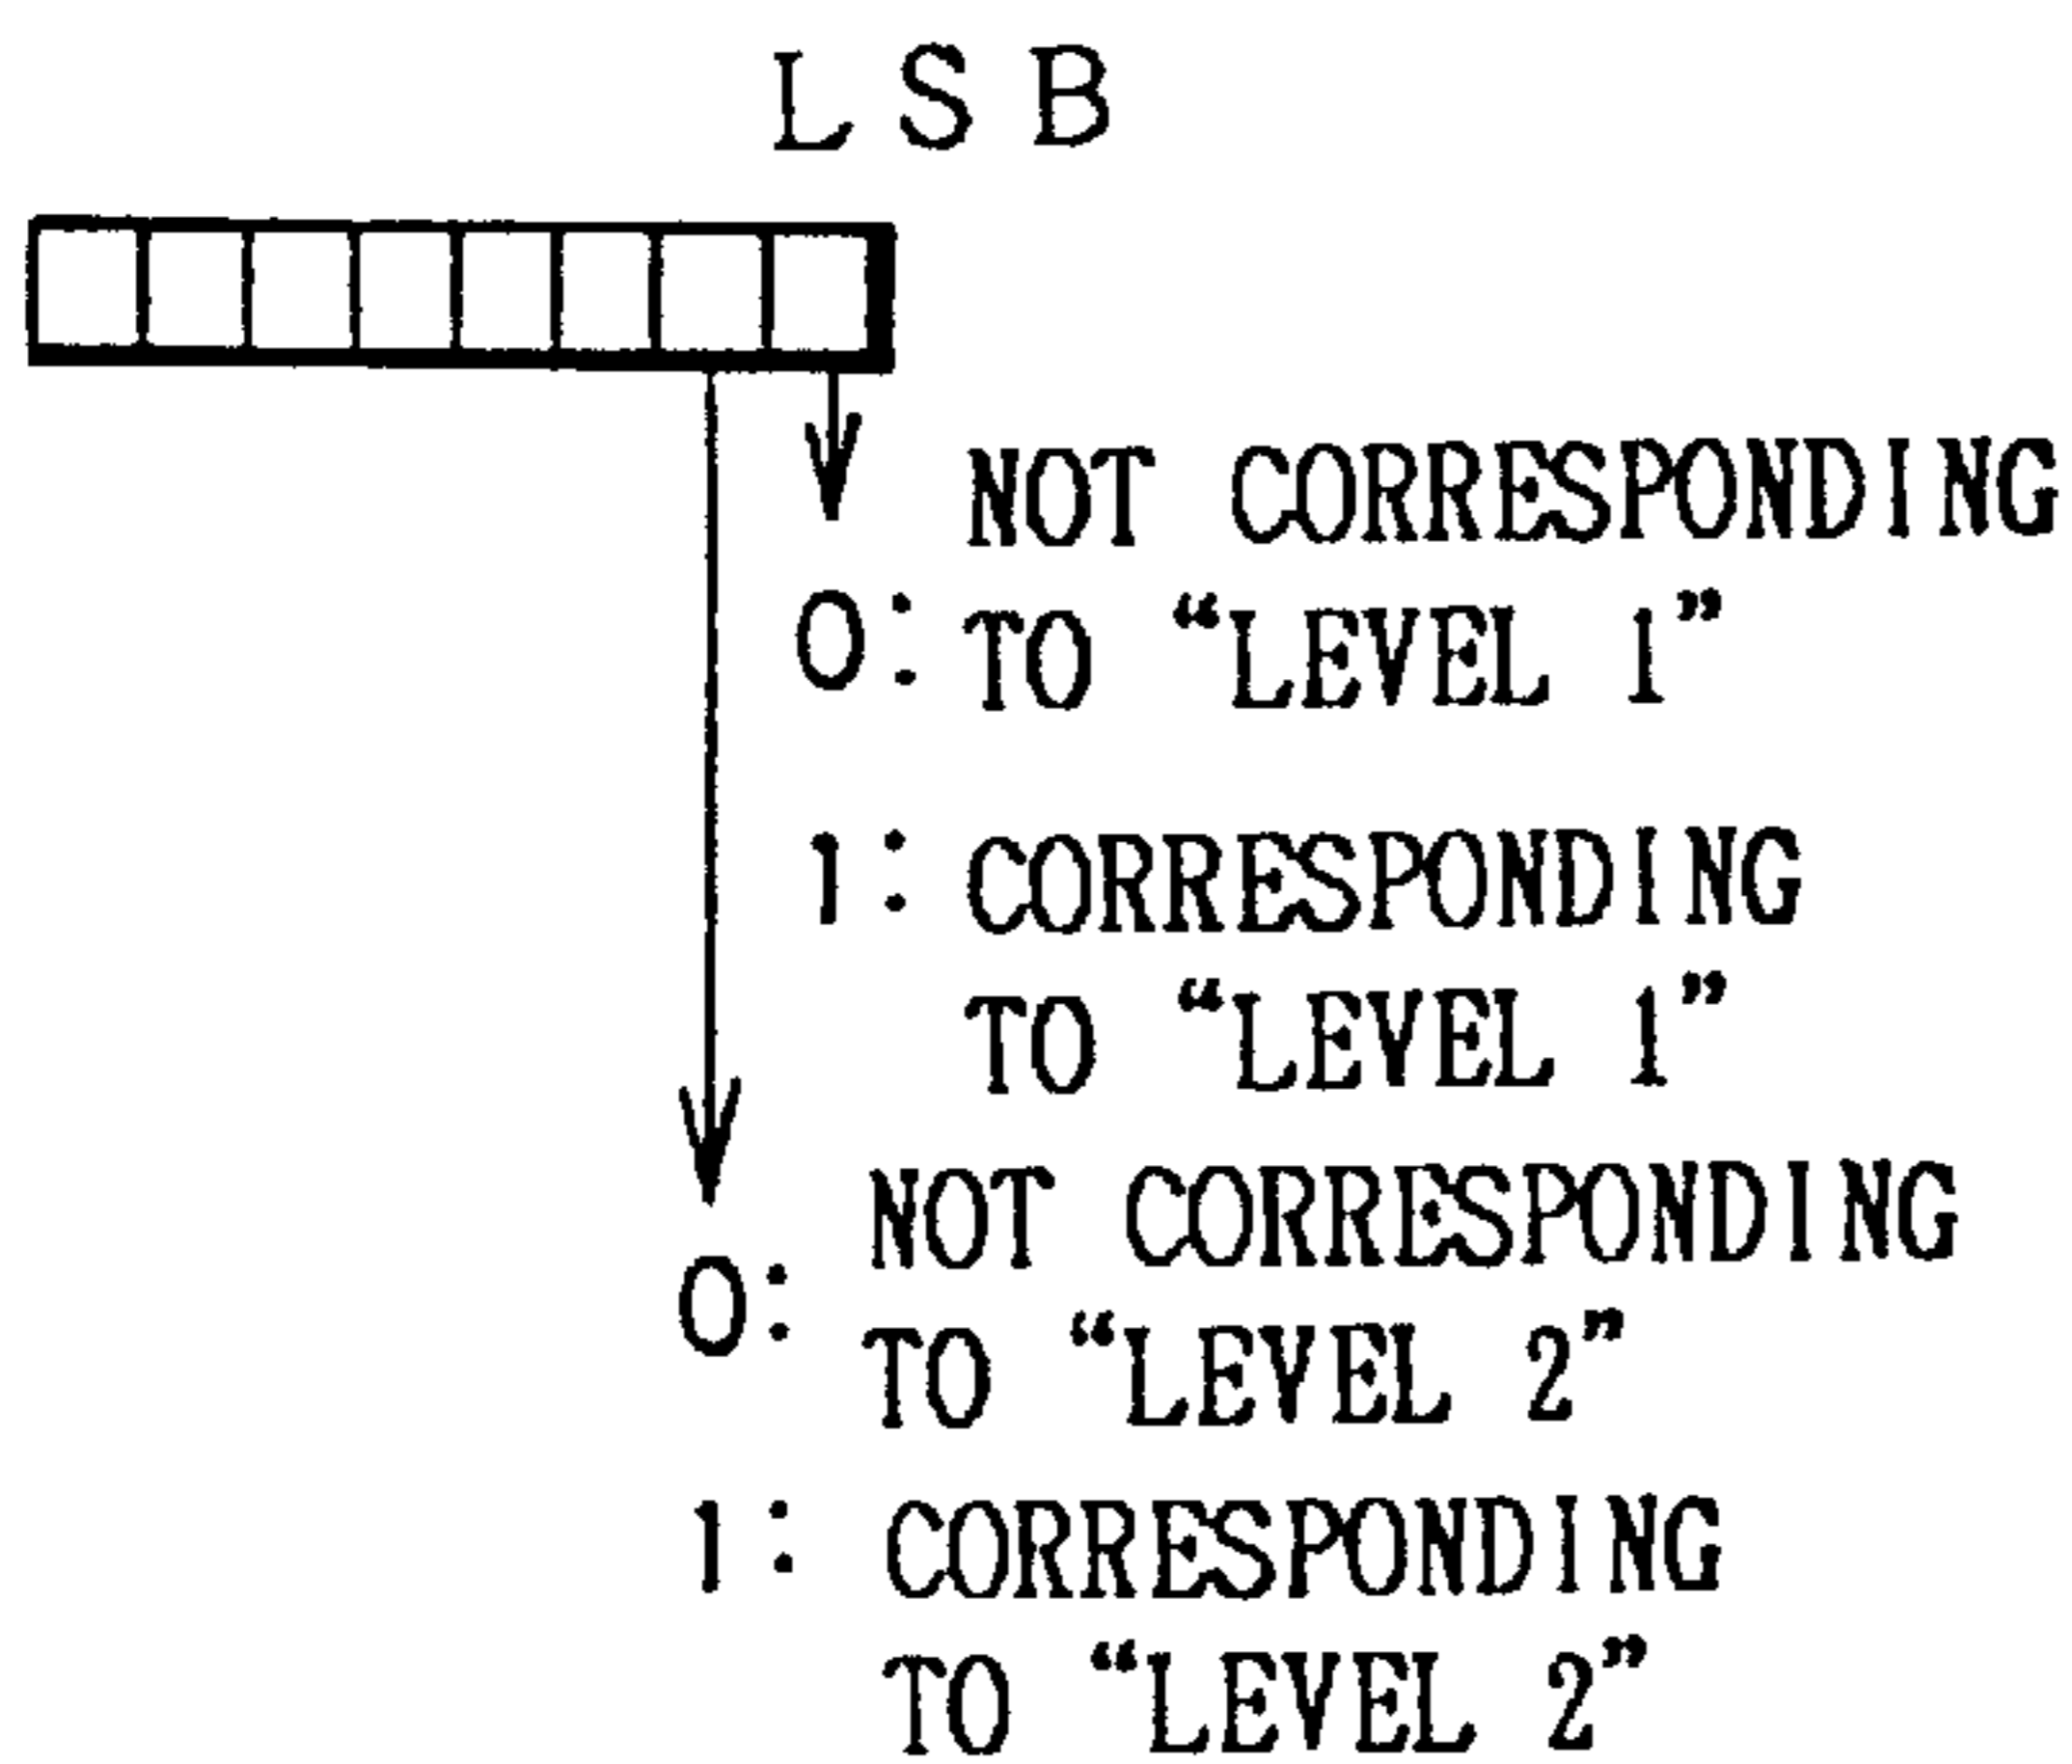 LSB
NOT CORRESPONDING
0: TO “LEVEL 1”
1: CORRESPONDING
TO “LEVEL 1”
NOT CORRESPONDING
0:
TO “LEVEL 2”
1: CORRESPONDING
TO “LEVEL 2”